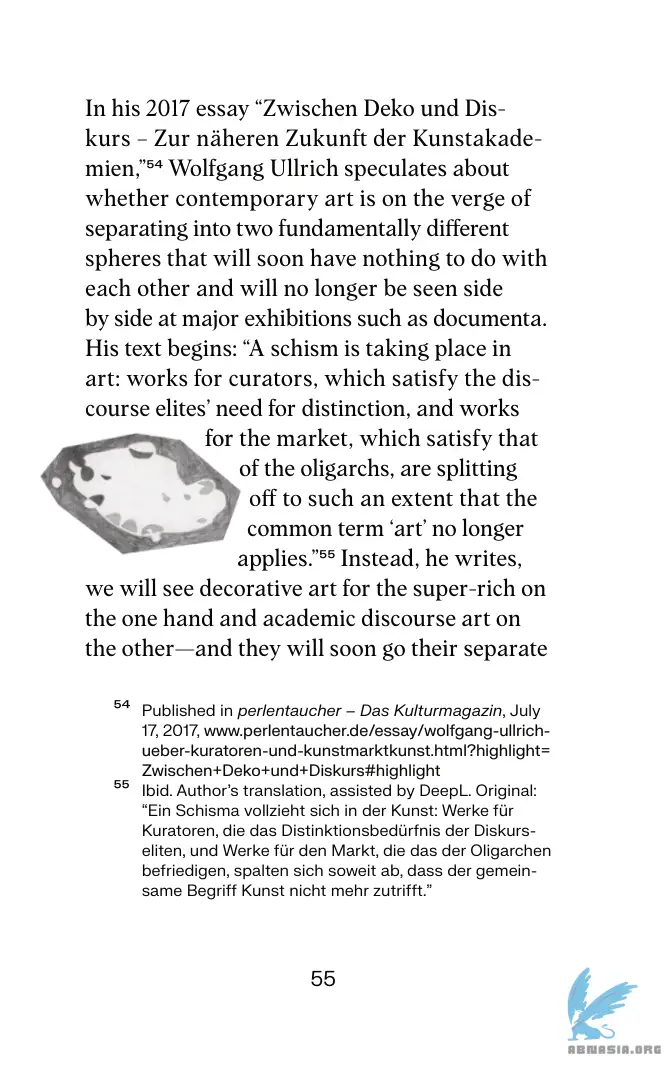 In his 2017 essay “Zwischen Deko und Dis-
kurs – Zur näheren Zukunft der Kunstakade-
mien,”⁵⁴ Wolfgang Ullrich speculates about
whether contemporary art is on the verge of
separating into two fundamentally different
spheres that will soon have nothing to do with
each other and will no longer be seen side
by side at major exhibitions such as documenta.
His text begins: “A schism is taking place in
art: works for curators, which satisfy the dis-
course elites’ need for distinction, and works
for the market, which satisfy that
of the oligarchs, are splitting
off to such an extent that the
common term ‘art’ no longer
applies.”⁵⁵ Instead, he writes,
we will see decorative art for the super-rich on
the one hand and academic discourse art on
the other—and they will soon go their separate
54 Published in perlentaucher – Das Kulturmagazin, July
17, 2017, www.perlentaucher.de/essay/wolfgang-ullrich-
ueber-kuratoren-und-kunstmarktkunst.html?highlight=
Zwischen+Deko+und+Diskurs#highlight
55 Ibid. Author’s translation, assisted by DeepL. Original:
“Ein Schisma vollzieht sich in der Kunst: Werke für
Kuratoren, die das Distinktionsbedürfnis der Diskurs-
eliten, und Werke für den Markt, die das der Oligarchen
befriedigen, spalten sich soweit ab, dass der gemein-
same Begriff Kunst nicht mehr zutrifft.”
55
ABNASIA.ORG